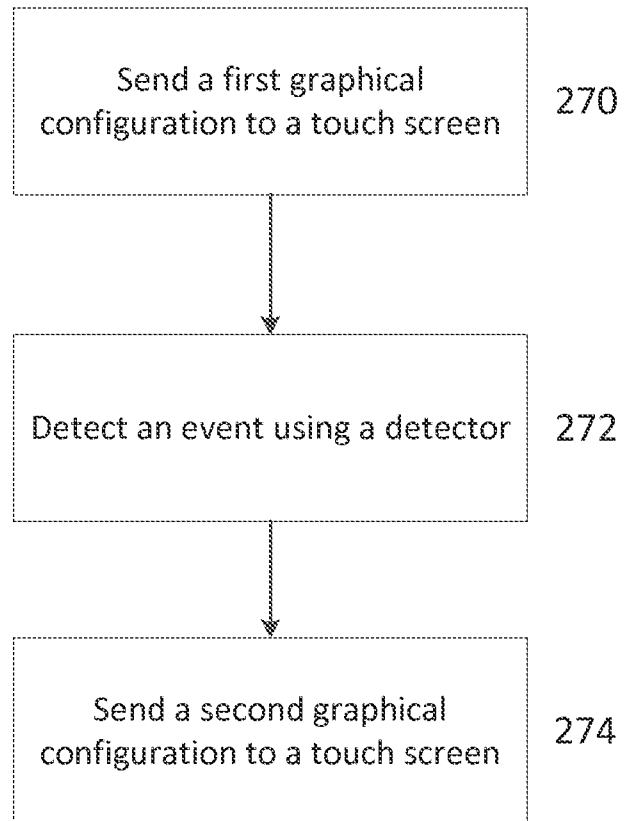 Send a first graphical
configuration to a touch screen
270
Detect an event using a detector
272
Send a second graphical
configuration to a touch screen
274